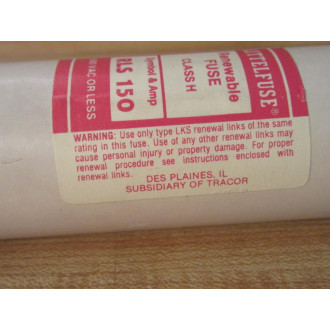 TTELFUSE®
Renewable
FUSE
CLASS H
Symbol & Amp
RLS 150
VAC OR LESS
WARNING: Use only type LKS renewal links of the same
rating in this fuse. Use of any other renewal links may
cause personal injury or property damage. For proper
renewal procedure see instructions enclosed with
renewal links.
DES PLAINES, IL
SUBSIDIARY OF TRACOR